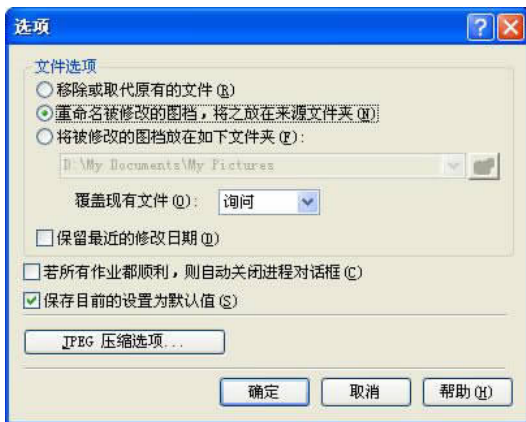 选项
文件选项
移除或取代原有的文件(R)
重命名被修改的图档，将之放在来源文件夹(N)
将被修改的图档放在如下文件夹(F):
D:\My Documents\My Pictures
覆盖现有文件(O): 询问
保留最近的修改日期(D)
若所有作业都顺利，则自动关闭进程对话框(C)
保存目前的设置为默认值(S)
JPEG 压缩选项...
确定 取消 帮助(H)